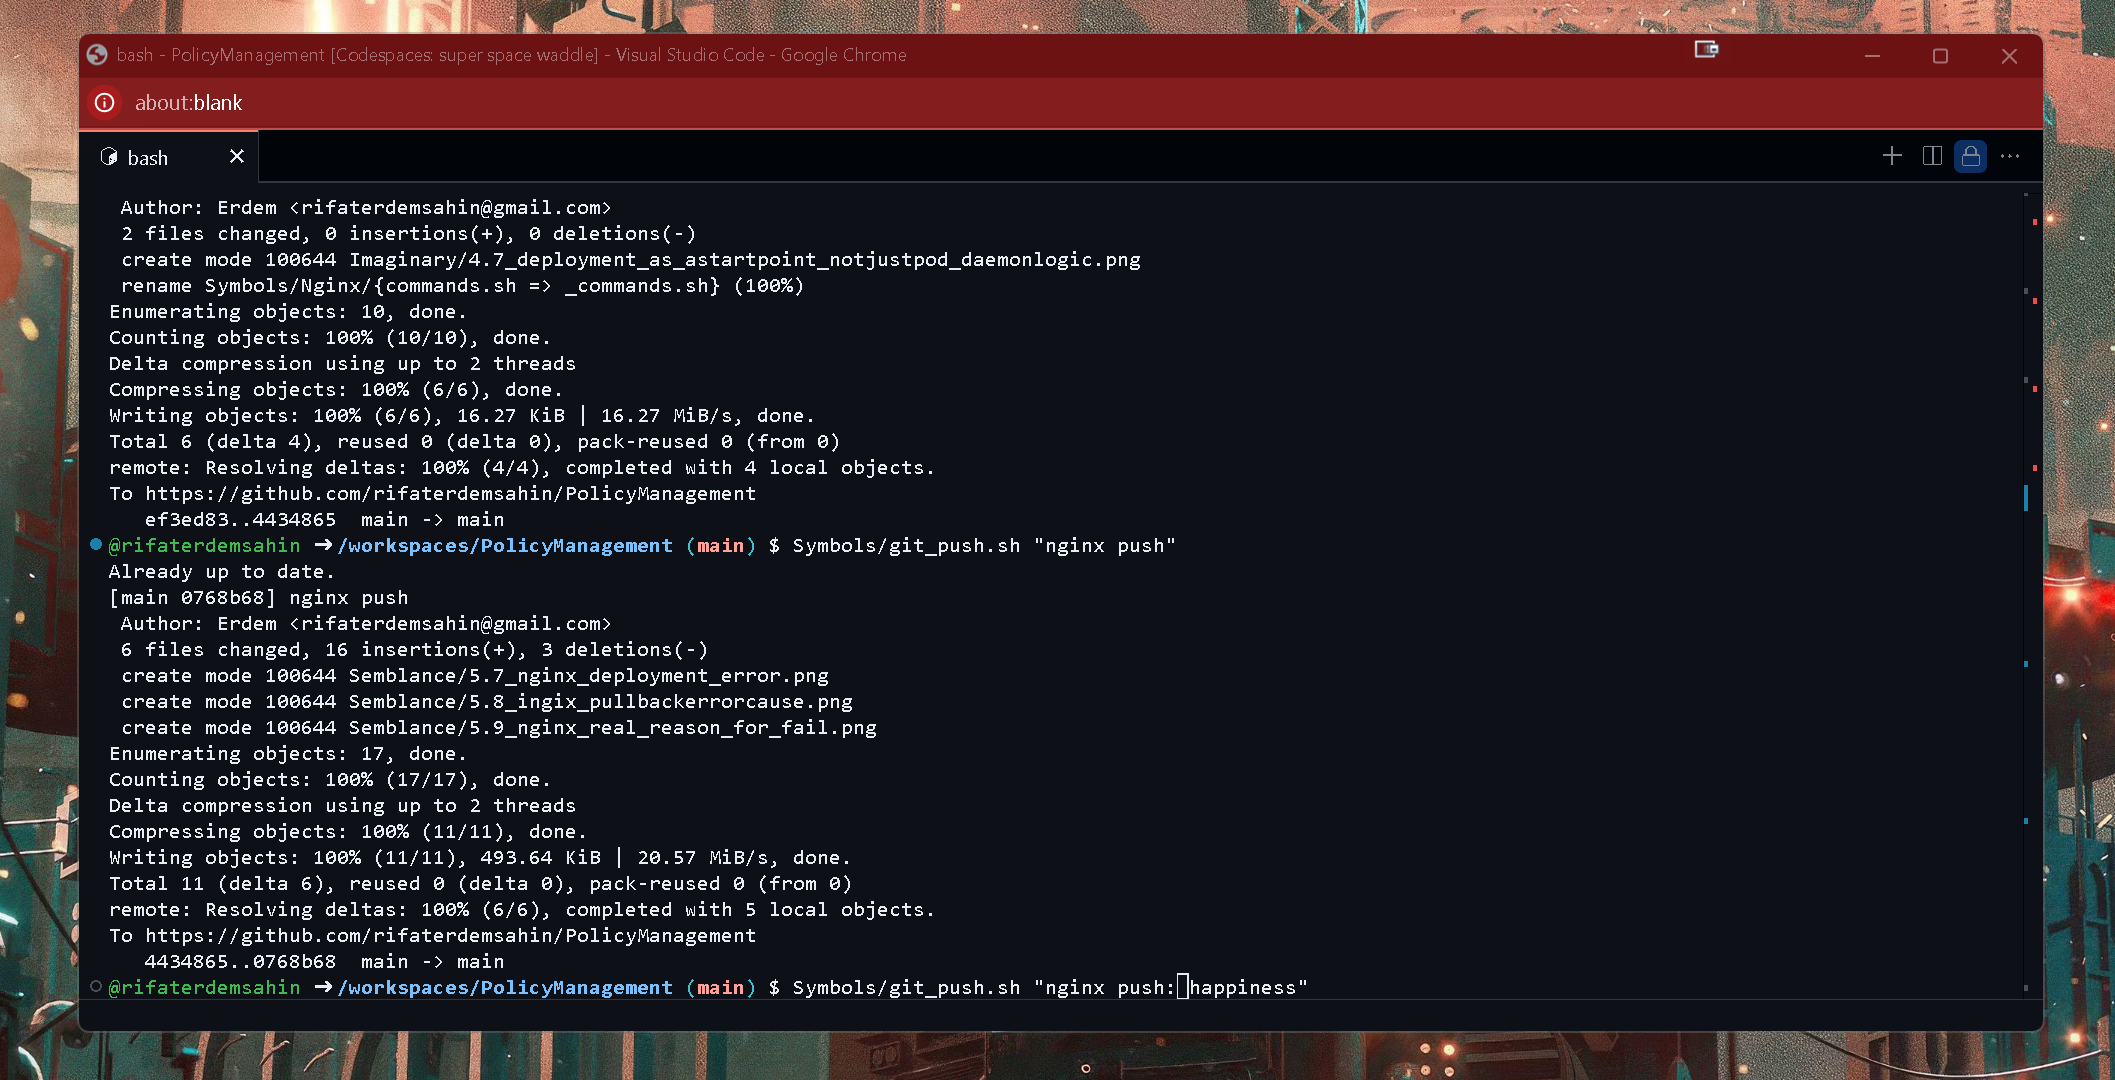 bash - PolicyManagement [Codespaces: super space waddle] - Visual Studio Code - Google Chrome
about:blank
bash
Author: Erdem <rifaterdemsahin@gmail.com>
2 files changed, 0 insertions(+), 0 deletions(-)
create mode 100644 Imaginary/4.7_deployment_as_astartpoint_notjustpod_daemonlogic.png
rename Symbols/Nginx/{commands.sh => _commands.sh} (100%)
Enumerating objects: 10, done.
Counting objects: 100% (10/10), done.
Delta compression using up to 2 threads
Compressing objects: 100% (6/6), done.
Writing objects: 100% (6/6), 16.27 KiB | 16.27 MiB/s, done.
Total 6 (delta 4), reused 0 (delta 0), pack-reused 0 (from 0)
remote: Resolving deltas: 100% (4/4), completed with 4 local objects.
To https://github.com/rifaterdemsahin/PolicyManagement
ef3ed83..4434865  main -> main
@rifaterdemsahin ➜/workspaces/PolicyManagement (main) $ Symbols/git_push.sh "nginx push"
Already up to date.
[main 0768b68] nginx push
Author: Erdem <rifaterdemsahin@gmail.com>
6 files changed, 16 insertions(+), 3 deletions(-)
create mode 100644 Semblance/5.7_nginx_deployment_error.png
create mode 100644 Semblance/5.8_ingix_pullbackerrorcause.png
create mode 100644 Semblance/5.9_nginx_real_reason_for_fail.png
Enumerating objects: 17, done.
Counting objects: 100% (17/17), done.
Delta compression using up to 2 threads
Compressing objects: 100% (11/11), done.
Writing objects: 100% (11/11), 493.64 KiB | 20.57 MiB/s, done.
Total 11 (delta 6), reused 0 (delta 0), pack-reused 0 (from 0)
remote: Resolving deltas: 100% (6/6), completed with 5 local objects.
To https://github.com/rifaterdemsahin/PolicyManagement
4434865..0768b68  main -> main
@rifaterdemsahin ➜/workspaces/PolicyManagement (main) $ Symbols/git_push.sh "nginx push: happiness"